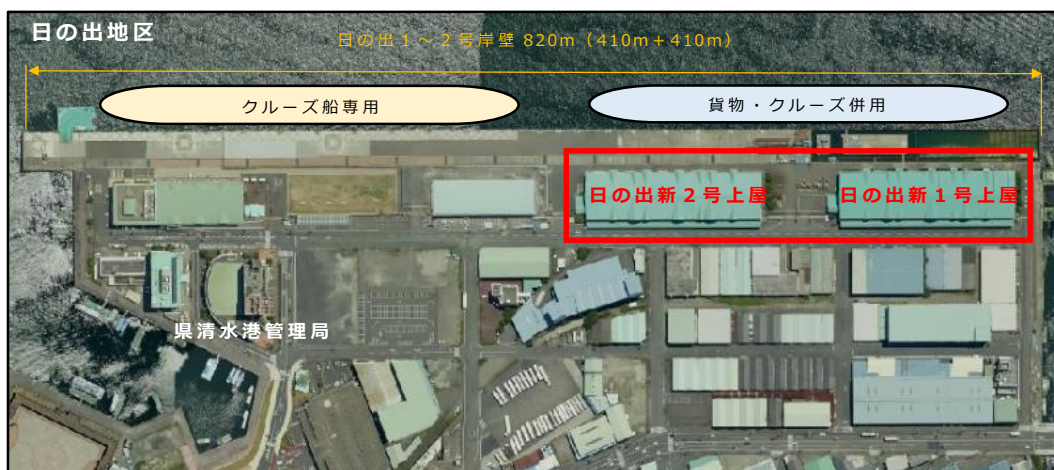 日の出地区
日の出１～２号岸壁 820m（410m＋410m）
クルーズ船専用
貨物・クルーズ併用
日の出新２号上屋
日の出新１号上屋
県清水港管理局